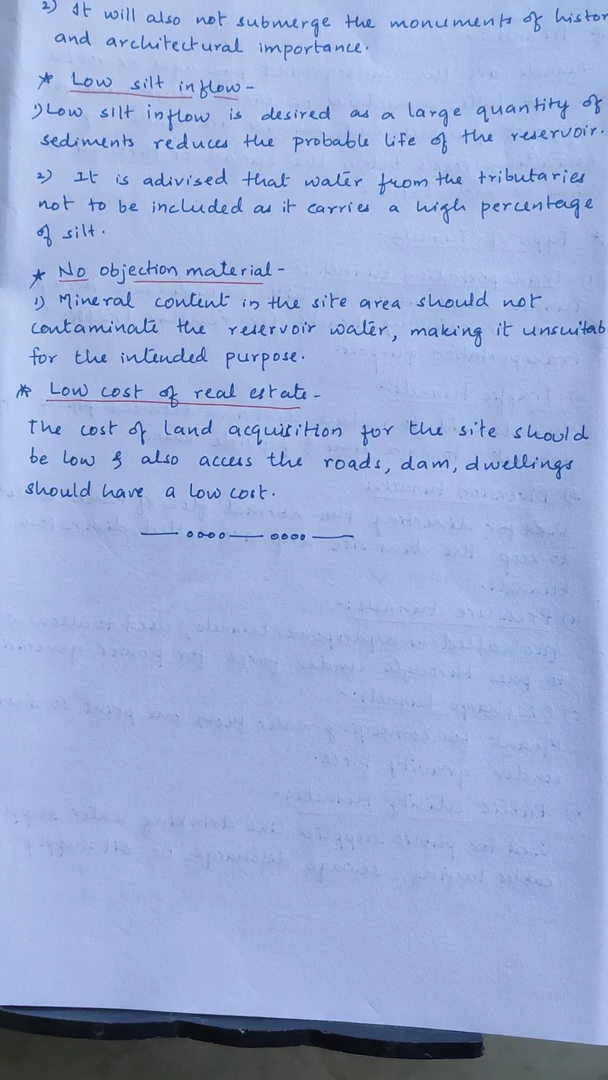 2) It will also not submerge the monuments of histor
and architectural importance.
* Low silt inflow -
1) Low silt inflow is desired as a large quantity of
sediments reduces the probable life of the reservoir.
2) It is adivised that water from the tributaries
not to be included as it carries a high percentage
of silt.
* No objection material -
1) Mineral content in the site area should not
contaminate the reservoir water, making it unsuitab
for the intended purpose.
* Low cost of real estate -
The cost of land acquisition for the site should
be low & also access the roads, dam, dwellings
should have a low cost.